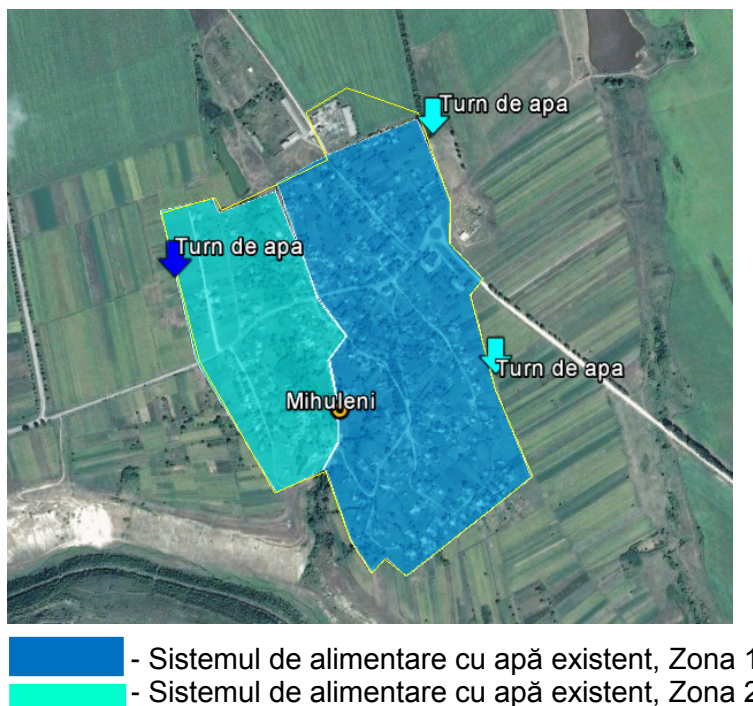 Turn de apa
Turn de apa
Turn de apa
Mihuleni
- Sistemul de alimentare cu apă existent, Zona 1
- Sistemul de alimentare cu apă existent, Zona 2